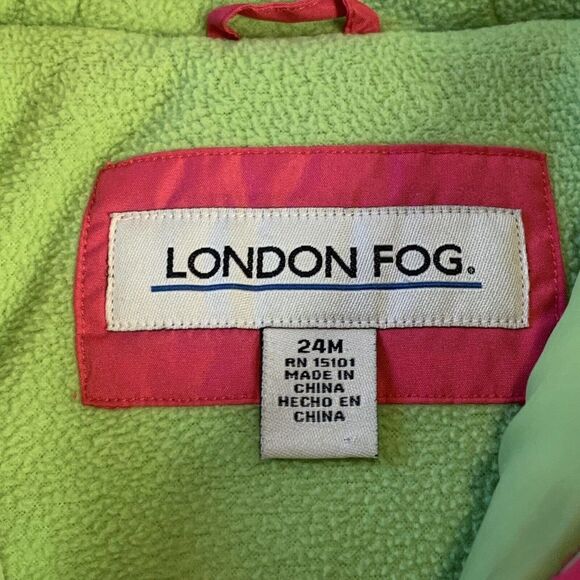 LONDON FOG®
24M
RN 15101
MADE IN
CHINA
HECHO EN
CHINA